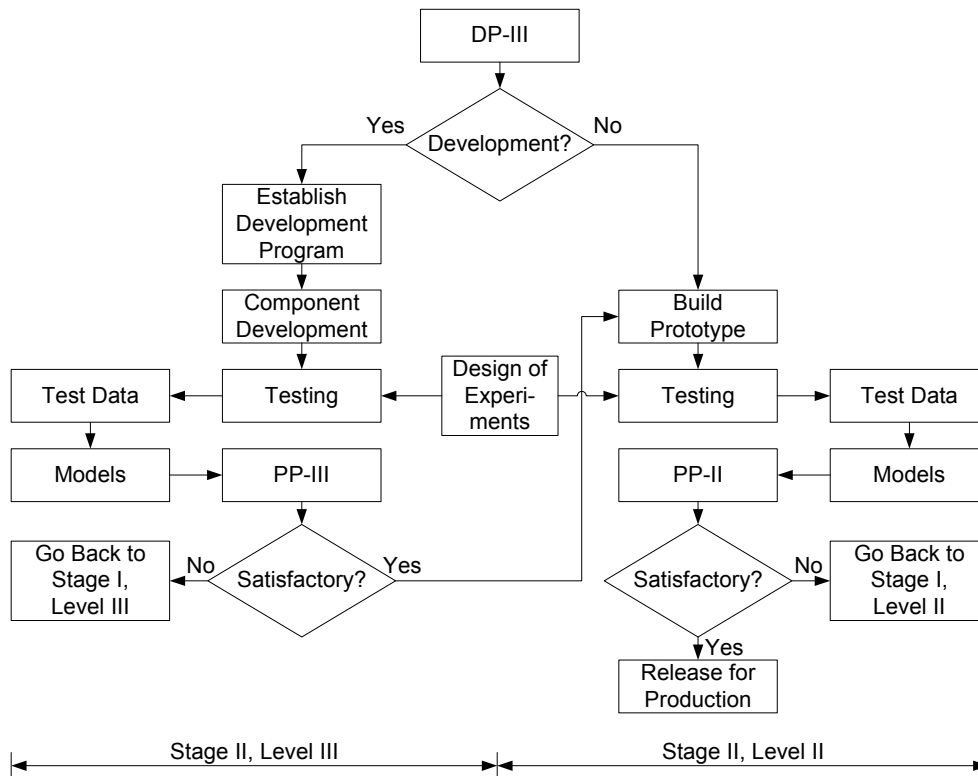 DP-III
Yes
No
Development?
Establish
Development
Program
Component
Development
Build
Prototype
Test Data
Testing
Design of
Experi-
ments
Testing
Test Data
Models
PP-III
PP-II
Models
Go Back to
Stage I,
Level III
No
Satisfactory?
Yes
Satisfactory?
No
Go Back to
Stage I,
Level II
Yes
Release for
Production
Stage II, Level III
Stage II, Level II